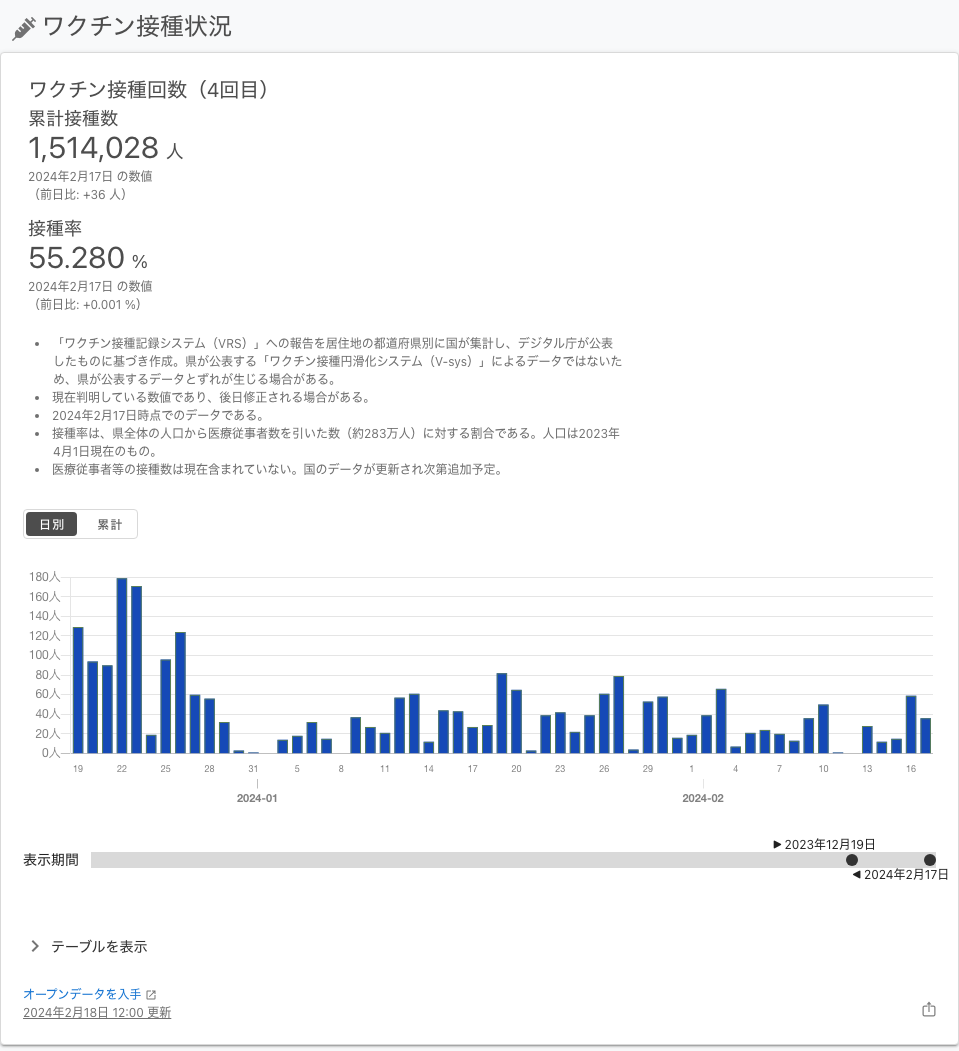 ワクチン接種状況
ワクチン接種回数（4回目）
累計接種数
1,514,028 人
2024年2月17日 の数値
（前日比: +36 人）
接種率
55.280 %
2024年2月17日 の数値
（前日比: +0.001 %）
• 「ワクチン接種記録システム（VRS）」への報告を居住地の都道府県別に国が集計し、デジタル庁が公表
したものに基づき作成。県が公表する「ワクチン接種円滑化システム（V-sys）」によるデータではないた
め、県が公表するデータとずれが生じる場合がある。
• 現在判明している数値であり、後日修正される場合がある。
• 2024年2月17日時点でのデータである。
• 接種率は、県全体の人口から医療従事者数を引いた数（約283万人）に対する割合である。人口は2023年
4月1日現在のもの。
• 医療従事者等の接種数は現在含まれていない。国のデータが更新され次第追加予定。
日別 累計
180人
160人
140人
120人
100人
80人
60人
40人
20人
0人
19 22 25 28 31 5 8 11 14 17 20 23 26 29 1 4 7 10 13 16
2024-01 2024-02
▶ 2023年12月19日
表示期間
◀ 2024年2月17日
テーブルを表示
オープンデータを入手
2024年2月18日 12:00 更新